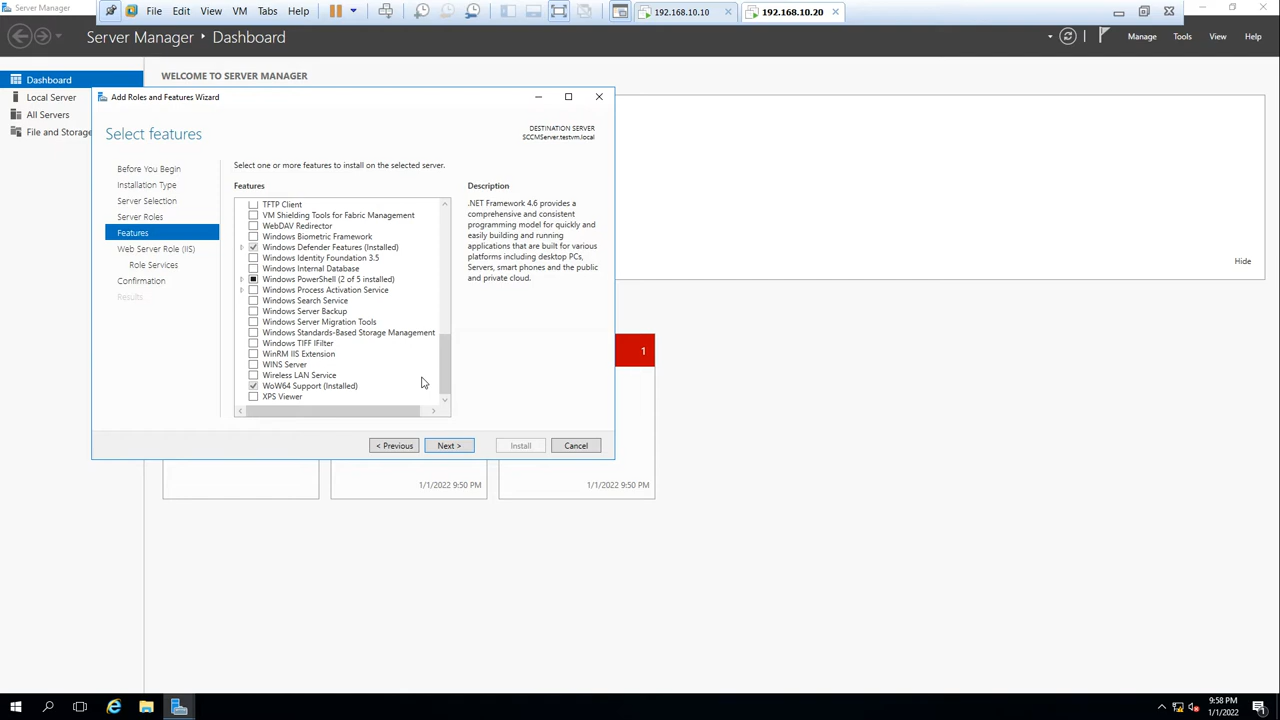 Server Manager
File Edit View VM Tabs Help
192.168.10.10
192.168.10.20
Server Manager Dashboard
Manage Tools View Help
Dashboard
Local Server
All Servers
File and Storage
WELCOME TO SERVER MANAGER
Add Roles and Features Wizard
Select features
DESTINATION SERVER
SCCMServer.testvm.local
Before You Begin
Installation Type
Server Selection
Server Roles
Features
Web Server Role (IIS)
Role Services
Confirmation
Results
Select one or more features to install on the selected server.
Features
TFTP Client
VM Shielding Tools for Fabric Management
WebDAV Redirector
Windows Biometric Framework
Windows Defender Features (Installed)
Windows Identity Foundation 3.5
Windows Internal Database
Windows PowerShell (2 of 5 installed)
Windows Process Activation Service
Windows Search Service
Windows Server Backup
Windows Server Migration Tools
Windows Standards-Based Storage Management
Windows TIFF IFilter
WinRM IIS Extension
WINS Server
Wireless LAN Service
WoW64 Support (Installed)
XPS Viewer
Description
.NET Framework 4.6 provides a
comprehensive and consistent
programming model for quickly and
easily building and running
applications that are built for various
platforms including desktop PCs,
Servers, smart phones and the public
and private cloud.
< Previous
Next >
Install
Cancel
Hide
1
1/1/2022 9:50 PM
1/1/2022 9:50 PM
9:58 PM
1/1/2022
1